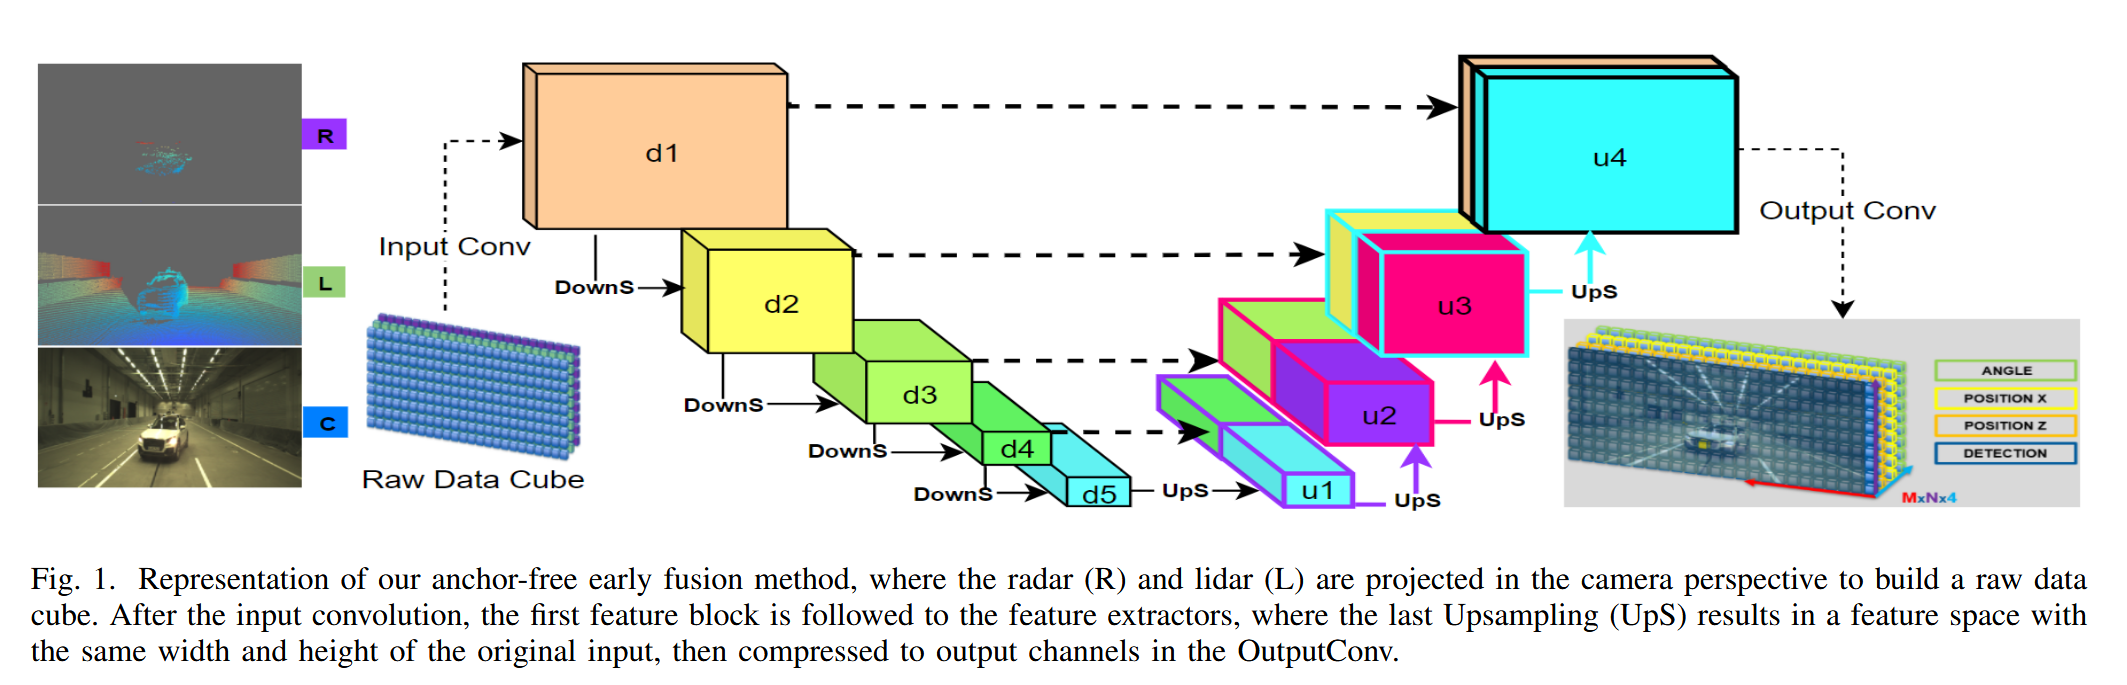 R
L
C
Input Conv
Raw Data Cube
d1
DownS
d2
DownS
d3
DownS
d4
DownS
d5
UpS
u1
UpS
u2
UpS
u3
UpS
u4
Output Conv
ANGLE
POSITION X
POSITION Z
DETECTION
MxNx4
Fig. 1. Representation of our anchor-free early fusion method, where the radar (R) and lidar (L) are projected in the camera perspective to build a raw data
cube. After the input convolution, the first feature block is followed to the feature extractors, where the last Upsampling (UpS) results in a feature space with
the same width and height of the original input, then compressed to output channels in the OutputConv.